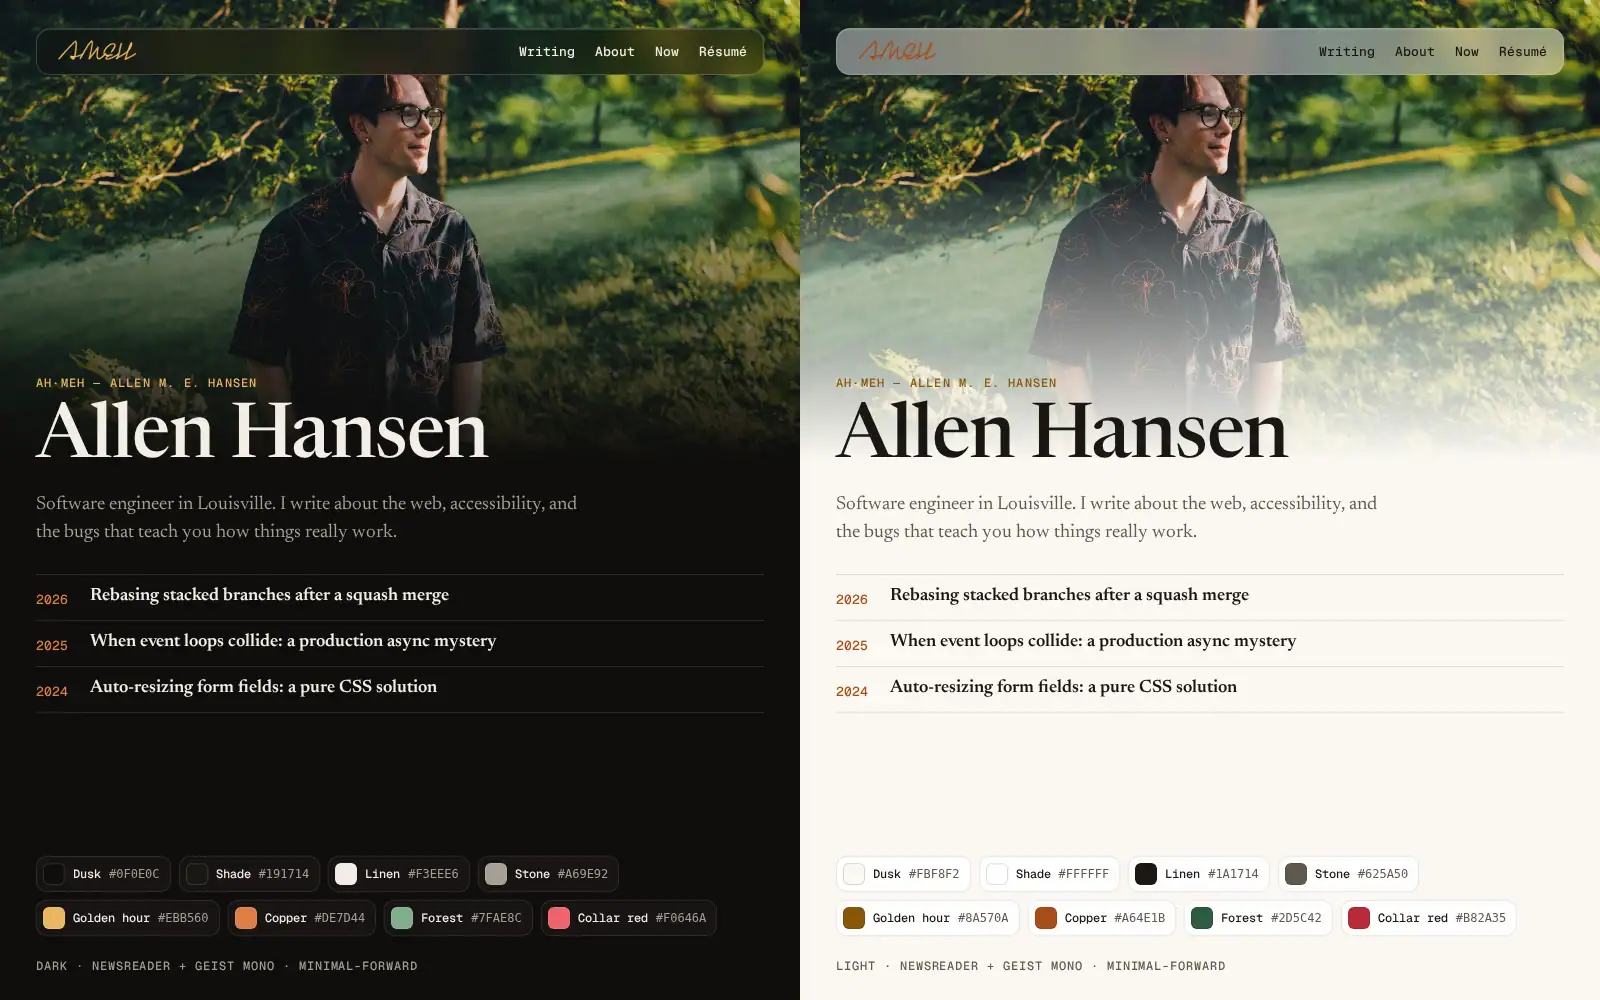 AMEH
Writing About Now Résumé
AH·MEH — ALLEN M. E. HANSEN
Allen Hansen
Software engineer in Louisville. I write about the web, accessibility, and
the bugs that teach you how things really work.
2026 Rebasing stacked branches after a squash merge
2025 When event loops collide: a production async mystery
2024 Auto-resizing form fields: a pure CSS solution
Dusk #0F0E0C Shade #191714 Linen #F3EEE6 Stone #A69E92
Golden hour #EBB560 Copper #DE7D44 Forest #7FAE8C Collar red #F0646A
DARK · NEWSREADER + GEIST MONO · MINIMAL-FORWARD
AMEH
Writing About Now Résumé
AH·MEH — ALLEN M. E. HANSEN
Allen Hansen
Software engineer in Louisville. I write about the web, accessibility, and
the bugs that teach you how things really work.
2026 Rebasing stacked branches after a squash merge
2025 When event loops collide: a production async mystery
2024 Auto-resizing form fields: a pure CSS solution
Dusk #FBF8F2 Shade #FFFFFF Linen #1A1714 Stone #625A50
Golden hour #8A570A Copper #A64E1B Forest #2D5C42 Collar red #B82A35
LIGHT · NEWSREADER + GEIST MONO · MINIMAL-FORWARD